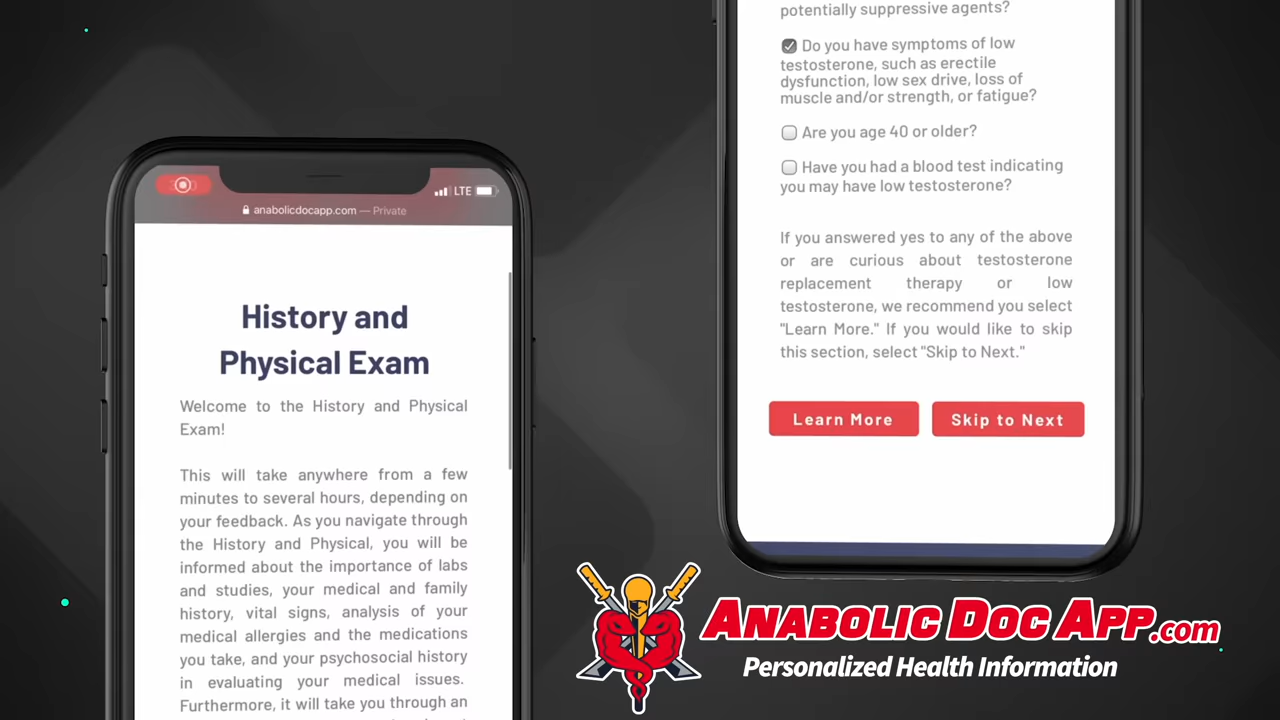 LTE
anabolicdocapp.com — Private
History and
Physical Exam
Welcome to the History and Physical
Exam!
This will take anywhere from a few
minutes to several hours, depending on
your feedback. As you navigate through
the History and Physical, you will be
informed about the importance of labs
and studies, your medical and family
history, vital signs, analysis of your
medical allergies and the medications
you take, and your psychosocial history
in evaluating your medical issues.
Furthermore, it will take you through an
potentially suppressive agents?
Do you have symptoms of low
testosterone, such as erectile
dysfunction, low sex drive, loss of
muscle and/or strength, or fatigue?
Are you age 40 or older?
Have you had a blood test indicating
you may have low testosterone?
If you answered yes to any of the above
or are curious about testosterone
replacement therapy or low
testosterone, we recommend you select
"Learn More." If you would like to skip
this section, select "Skip to Next."
Learn More
Skip to Next
ANABOLIC DOC APP.com
Personalized Health Information